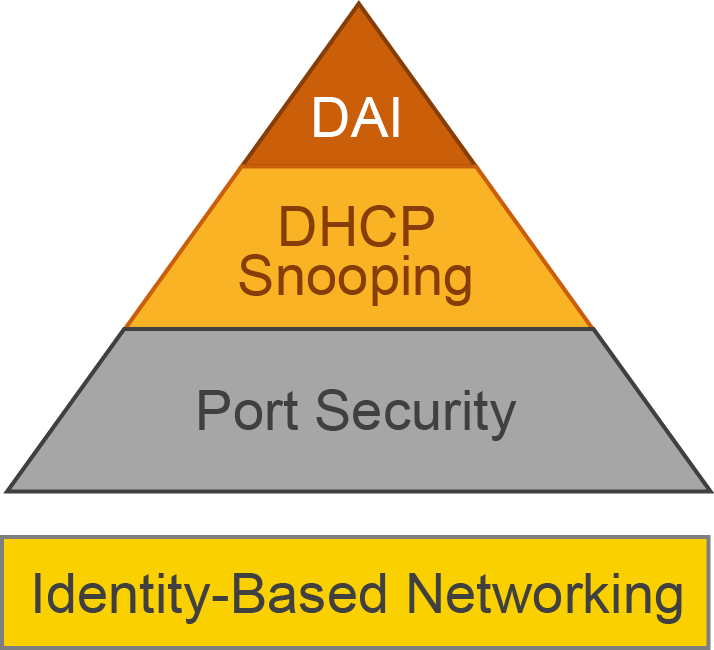 DAI
DHCP
Snooping
Port Security
Identity-Based Networking